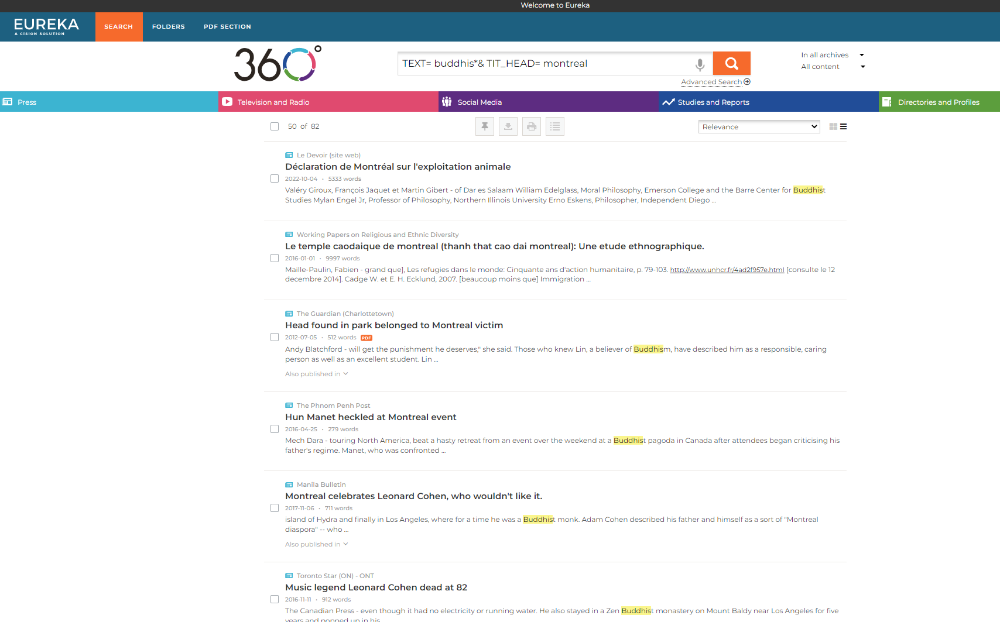 Welcome to Eureka
EUREKA
A CISION SOLUTION
SEARCH
FOLDERS
PDF SECTION
360°
TEXT= buddhis*& TIT_HEAD= montreal
In all archives
All content
Advanced Search
Press
Television and Radio
Social Media
Studies and Reports
Directories and Profiles
50 of 82
Relevance
Le Devoir (site web)
Déclaration de Montréal sur l'exploitation animale
2022-10-04 • 5333 words
Valéry Giroux, François Jaquet et Martin Gibert - of Dar es Salaam William Edelglass, Moral Philosophy, Emerson College and the Barre Center for Buddhist
Studies Mylan Engel Jr, Professor of Philosophy, Northern Illinois University Erno Eskens, Philosopher, Independent Diego ...
Working Papers on Religious and Ethnic Diversity
Le temple caodaique de montreal (thanh that cao dai montreal): Une etude ethnographique.
2016-01-01 • 9997 words
Maille-Paulin, Fabien - grand que], Les refugies dans le monde: Cinquante ans d'action humanitaire, p. 79-103. http://www.unhcr.fr/4ad2f957e.html [consulte le 12
decembre 2014]. Cadge W. et E. H. Ecklund, 2007. [beaucoup moins que] Immigration ...
The Guardian (Charlottetown)
Head found in park belonged to Montreal victim
2012-07-05 • 512 words PDF
Andy Blatchford - will get the punishment he deserves," she said. Those who knew Lin, a believer of Buddhism, have described him as a responsible, caring
person as well as an excellent student. Lin ...
Also published in
The Phnom Penh Post
Hun Manet heckled at Montreal event
2016-04-25 • 279 words
Mech Dara - touring North America, beat a hasty retreat from an event over the weekend at a Buddhist pagoda in Canada after attendees began criticising his
father's regime. Manet, who was confronted ...
Manila Bulletin
Montreal celebrates Leonard Cohen, who wouldn't like it.
2017-11-06 • 711 words
island of Hydra and finally in Los Angeles, where for a time he was a Buddhist monk. Adam Cohen described his father and himself as a sort of "Montreal
diaspora" -- who ...
Also published in
Toronto Star (ON) - ONT
Music legend Leonard Cohen dead at 82
2016-11-11 • 912 words
The Canadian Press - even though it had no electricity or running water. He also stayed in a Zen Buddhist monastery on Mount Baldy near Los Angeles for five
years and popped up in his